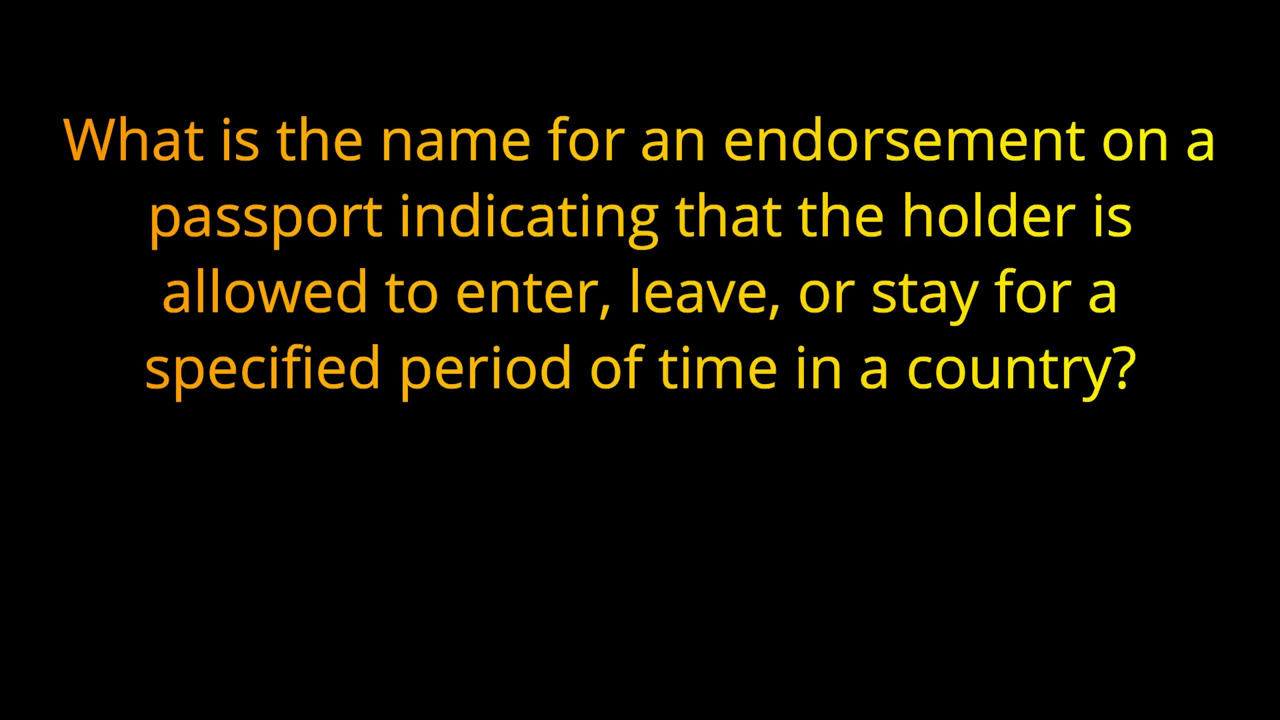 What is the name for an endorsement on a
passport indicating that the holder is
allowed to enter, leave, or stay for a
specified period of time in a country?